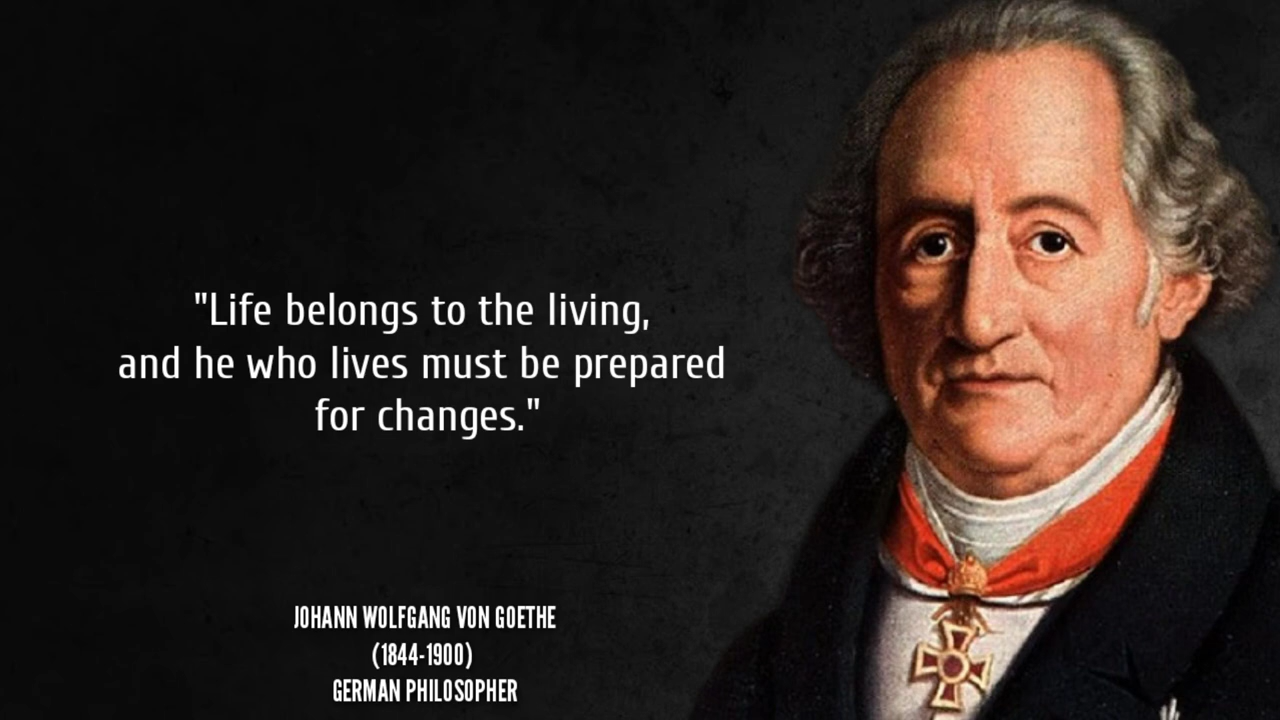 "Life belongs to the living,
and he who lives must be prepared
for changes."
JOHANN WOLFGANG VON GOETHE
(1844-1900)
GERMAN PHILOSOPHER